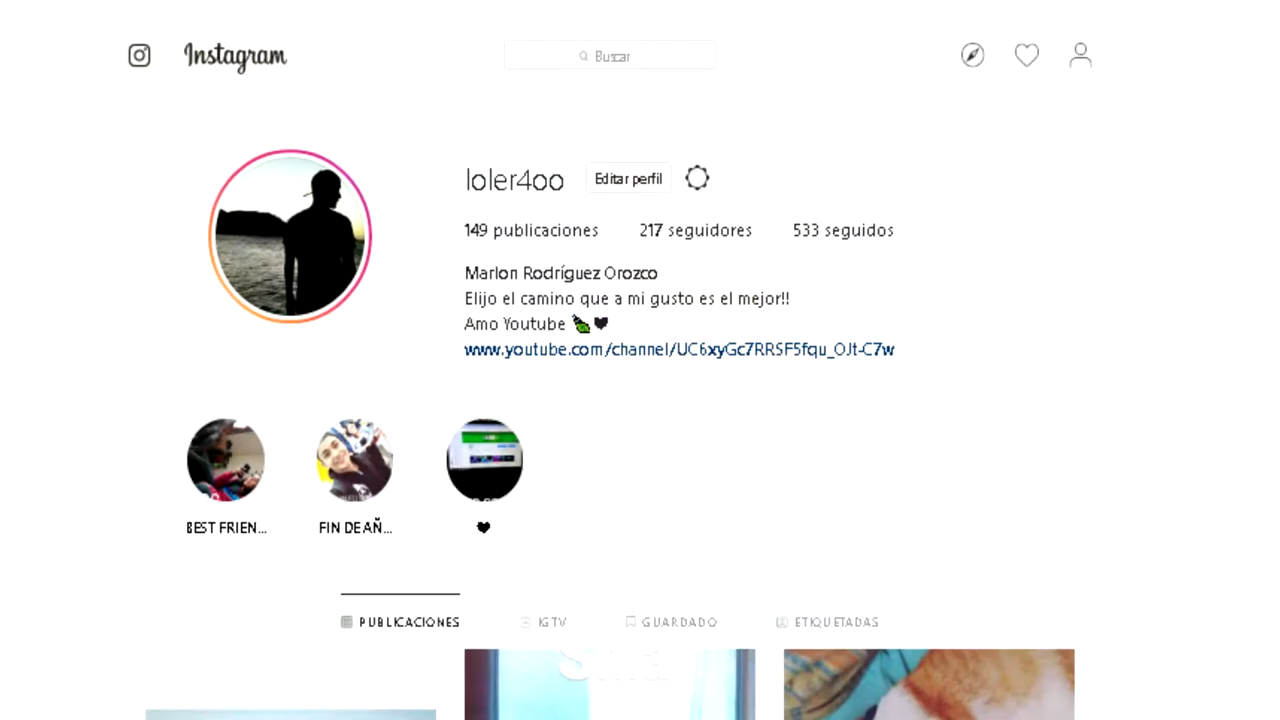 Instagram
Buscar
loler4oo
Editar perfil
149 publicaciones 217 seguidores 533 seguidos
Marlon Rodríguez Orozco
Elijo el camino que a mi gusto es el mejor!!
Amo Youtube 🍾🖤
www.youtube.com/channel/UC6xyGc7RRSF5fqu_OJt-C7w
BEST FRIEN... FIN DE AÑ... 🖤
PUBLICACIONES IGTV GUARDADO ETIQUETADAS